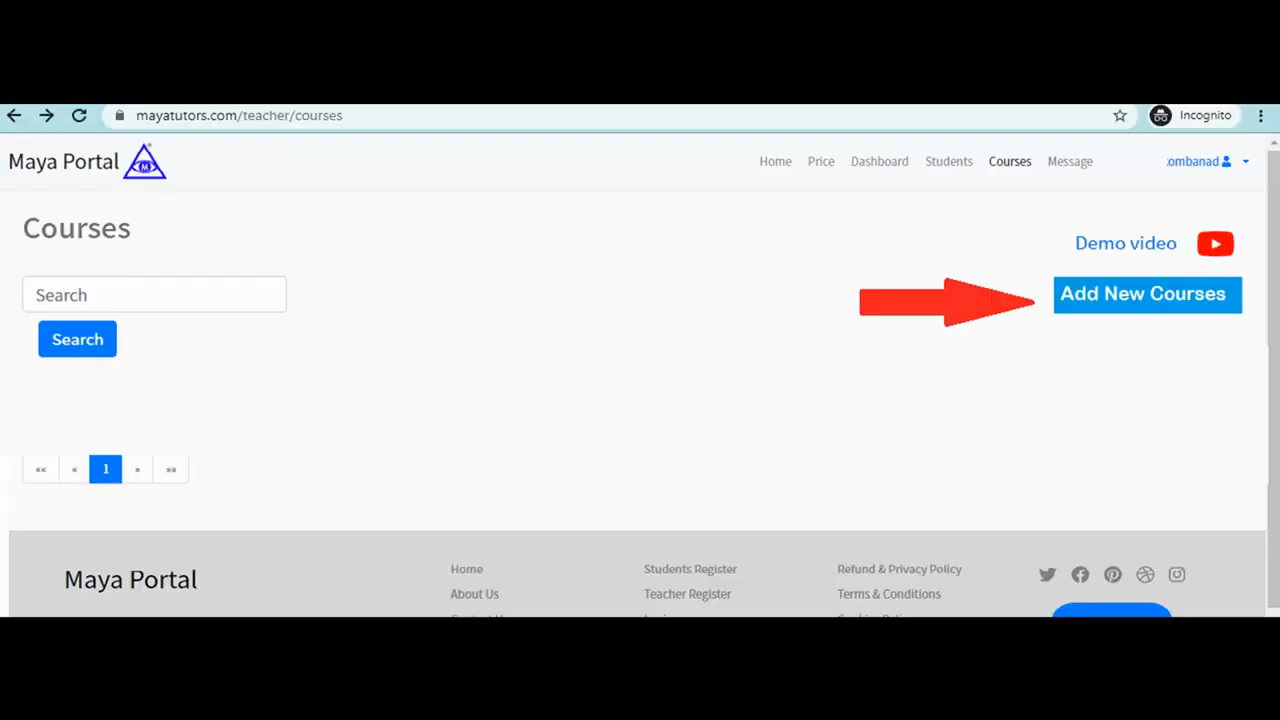 mayatutors.com/teacher/courses
Incognito
Maya Portal
M
Home Price Dashboard Students Courses Message
ombanad
Courses
Demo video
Search
Add New Courses
Search
«« « 1 » »»
Maya Portal
Home
About Us
Students Register
Teacher Register
Refund & Privacy Policy
Terms & Conditions